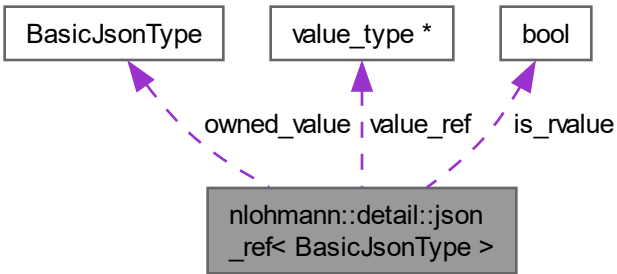 BasicJsonType
value_type *
bool
owned_value
value_ref
is_rvalue
nlohmann::detail::json
_ref< BasicJsonType >